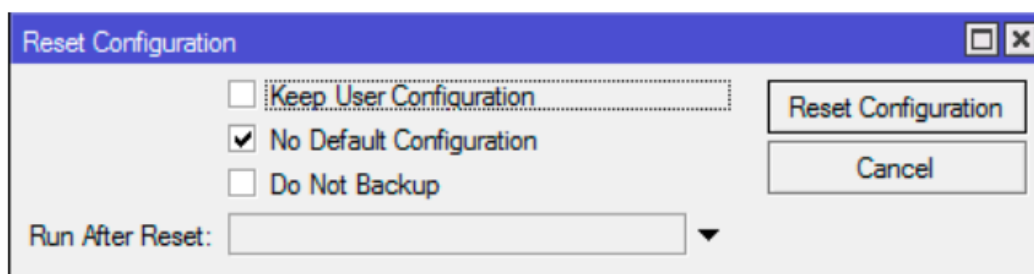 Reset Configuration
Keep User Configuration
Reset Configuration
No Default Configuration
Cancel
Do Not Backup
Run After Reset: